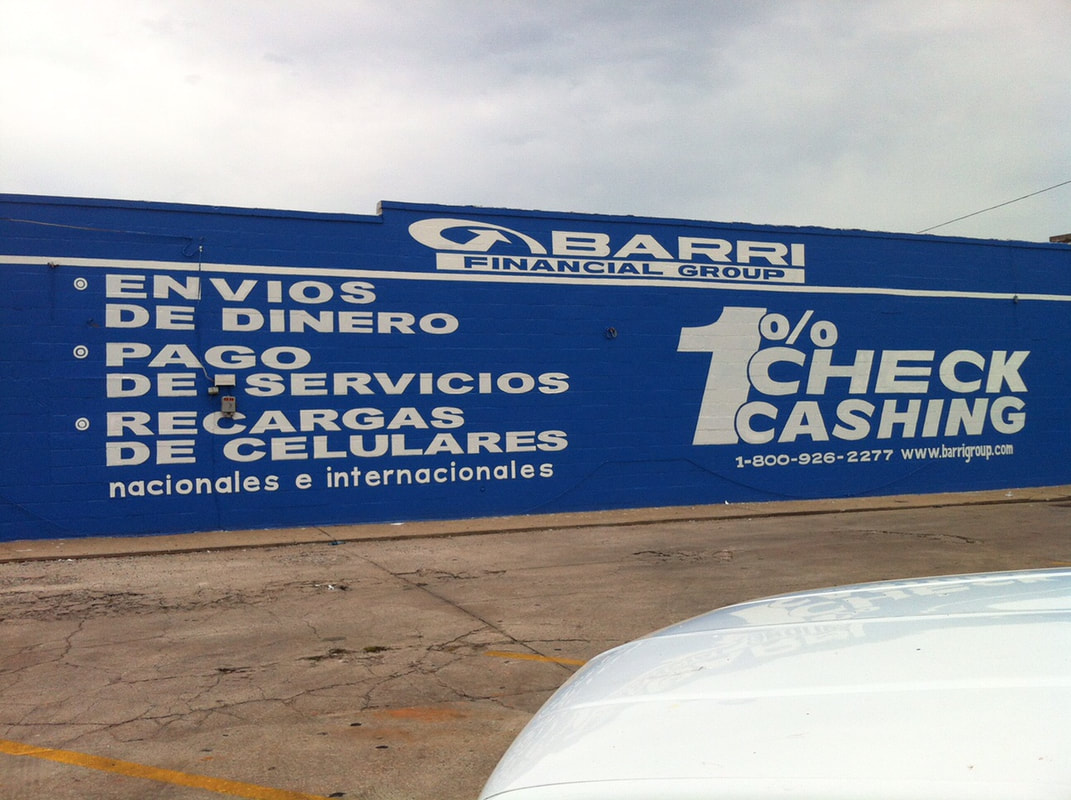 BARRI
FINANCIAL GROUP
ENVIOS
DE DINERO
PAGO
DE SERVICIOS
RECARGAS
DE CELULARES
nacionales e internacionales
1%
CHECK
CASHING
1-800-926-2277 www.barrigroup.com